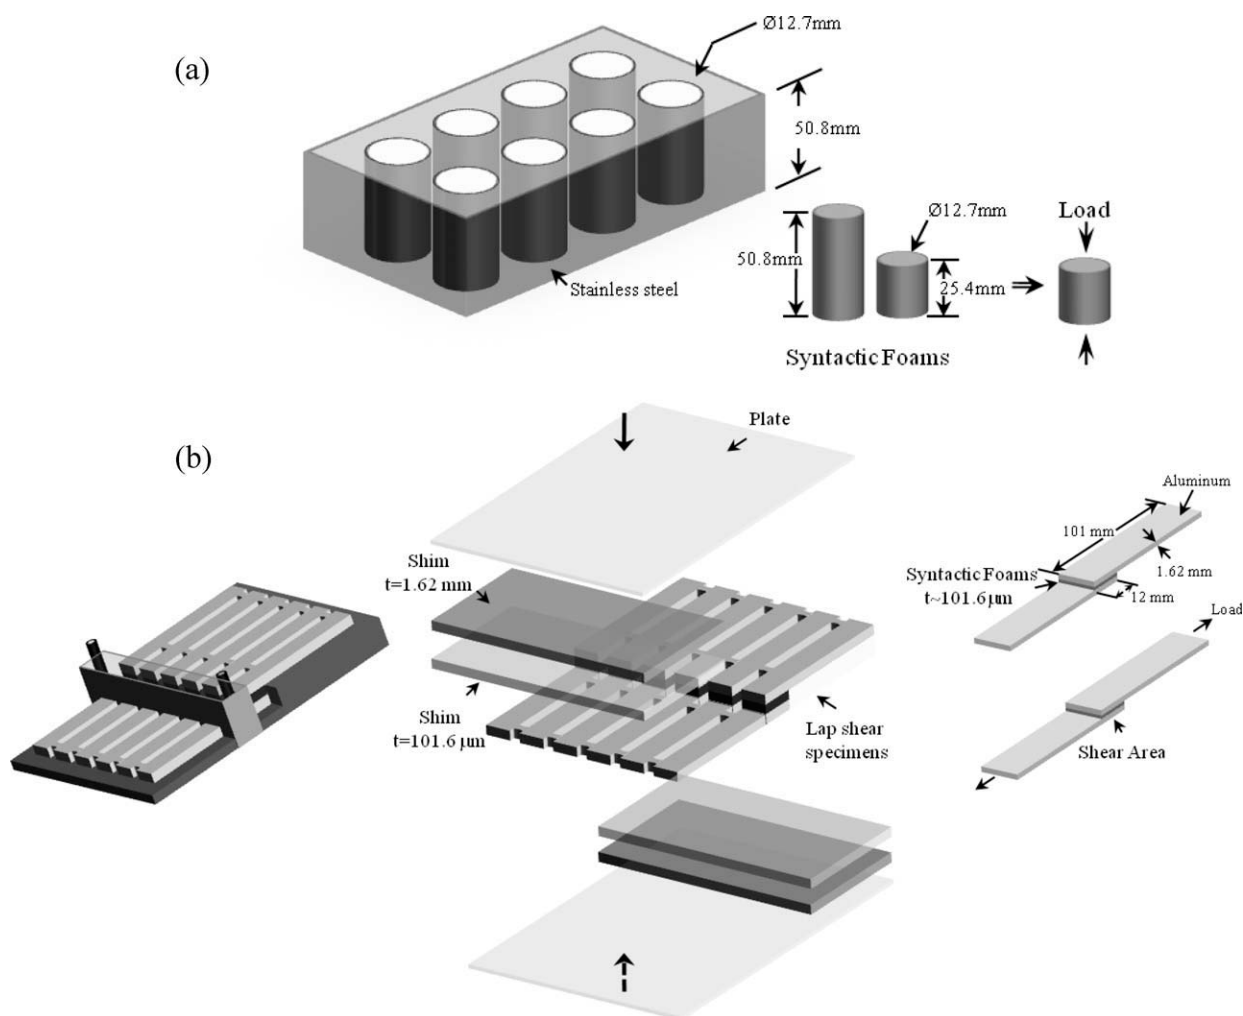 (a)
Ø12.7mm
50.8mm
Stainless steel
50.8mm
Ø12.7mm
25.4mm
Load
Syntactic Foams
(b)
Plate
Shim
t=1.62 mm
Shim
t=101.6 μm
Lap shear
specimens
Aluminum
101 mm
1.62 mm
Syntactic Foams
t~101.6μm
12 mm
Load
Shear Area